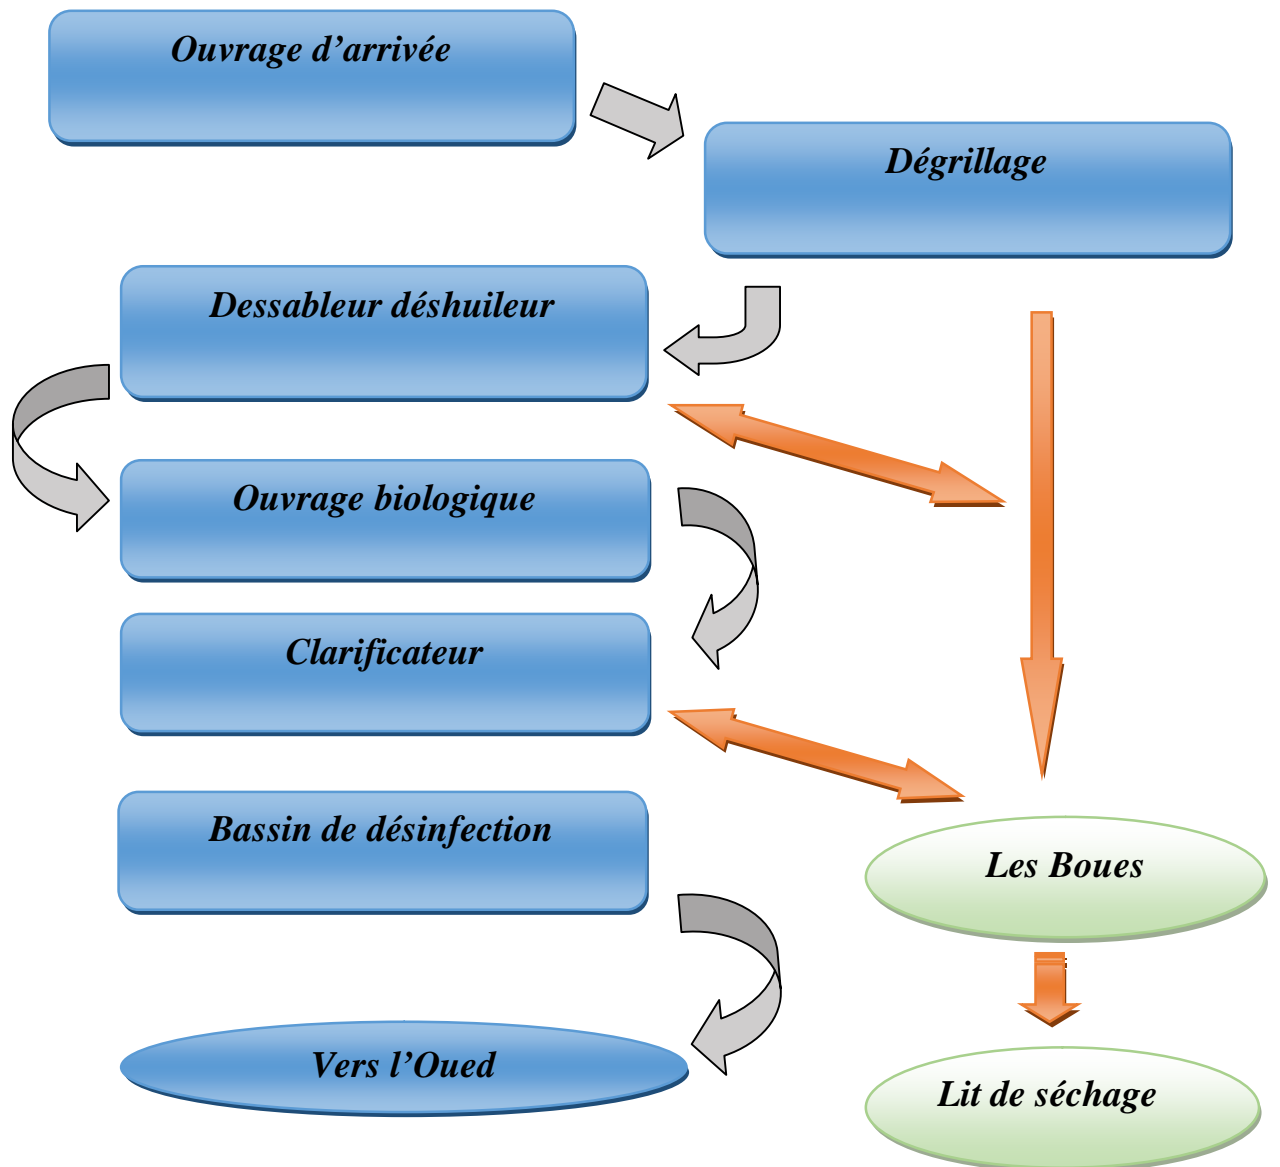 Ouvrage d’arrivée
Dégrillage
Dessableur déshuileur
Ouvrage biologique
Clarificateur
Bassin de désinfection
Les Boues
Vers l’Oued
Lit de séchage